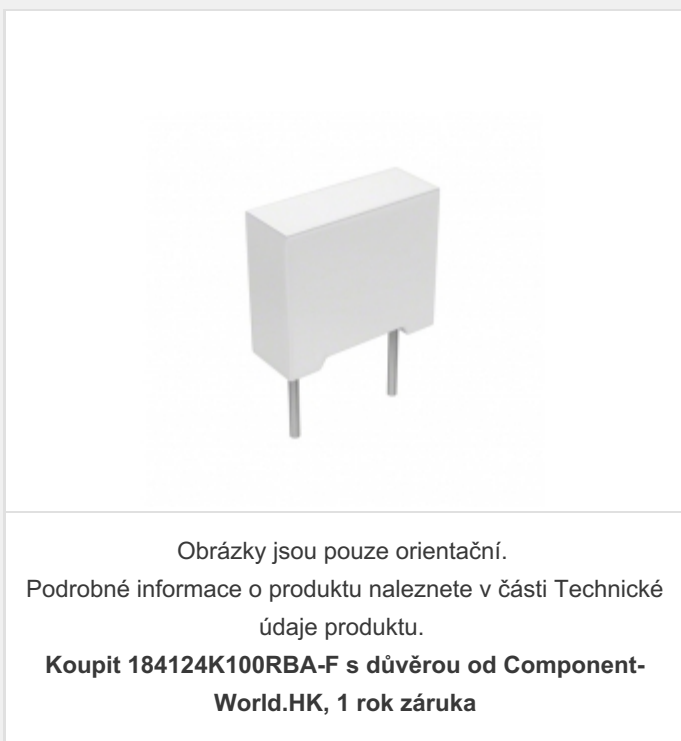 Obrázky jsou pouze orientační.
Podrobné informace o produktu naleznete v části Technické
údaje produktu.
Koupit 184124K100RBA-F s důvěrou od Component-
World.HK, 1 rok záruka